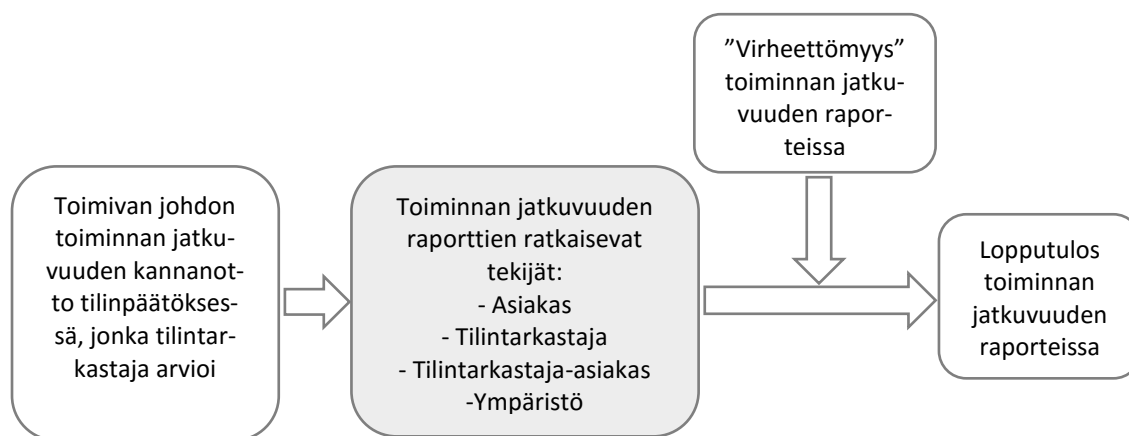 Toimivan johdon
toiminnan jatku-
vuuden kannanot-
to tilinpäätökses-
sä, jonka tilintar-
kastaja arvioi
Toiminnan jatkuvuuden
raporttien ratkaisevat
tekijät:
- Asiakas
- Tilintarkastaja
- Tilintarkastaja-asiakas
-Ympäristö
”Virheettömyys”
toiminnan jatku-
vuuden rapor-
teissa
Lopputulos
toiminnan
jatkuvuuden
raporteissa